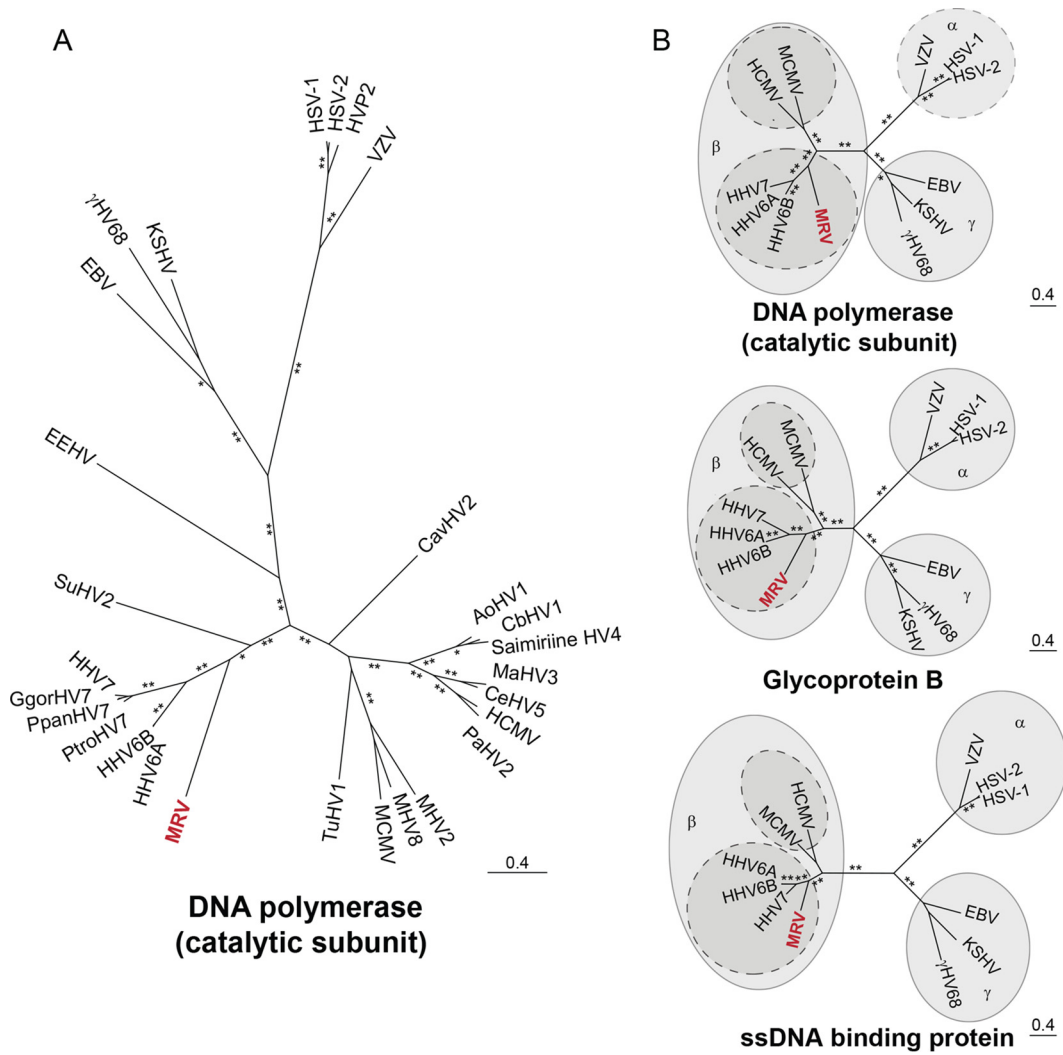 A
HSV-1
HSV-2
HVP2
VZV
γHV68
KSHV
EBV
**
**
*
**
**
EEHV
**
CavHV2
**
SuHV2
AoHV1
CbHV1
Saimiriine HV4
MaHV3
CeHV5
HCMV
PaHV2
HHV7
GgorHV7
PpanHV7
PtroHV7
HHV6B
HHV6A
MRV
**
**
**
*
**
**
**
*
**
**
**
**
TuHV1
MCMV
MHV8
MHV2
0.4
DNA polymerase
(catalytic subunit)
B
α
VZV
HSV-1
HSV-2
MCMV
HCMV
**
**
**
β
**
**
**
**
**
**
*
HHV7
HHV6A
HHV6B
MRV
EBV
KSHV
γHV68
γ
0.4
DNA polymerase
(catalytic subunit)
VZV
HSV-1
HSV-2
**
α
MCMV
HCMV
β
**
HHV7
HHV6A
HHV6B
**
**
**
**
**
MRV
**
**
EBV
γHV68
KSHV
γ
0.4
Glycoprotein B
α
VZV
HSV-2
HSV-1
**
HCMV
MCMV
β
**
HHV6A
HHV6B
HHV7
**
**
**
**
MRV
**
EBV
KSHV
γHV68
γ
0.4
ssDNA binding protein